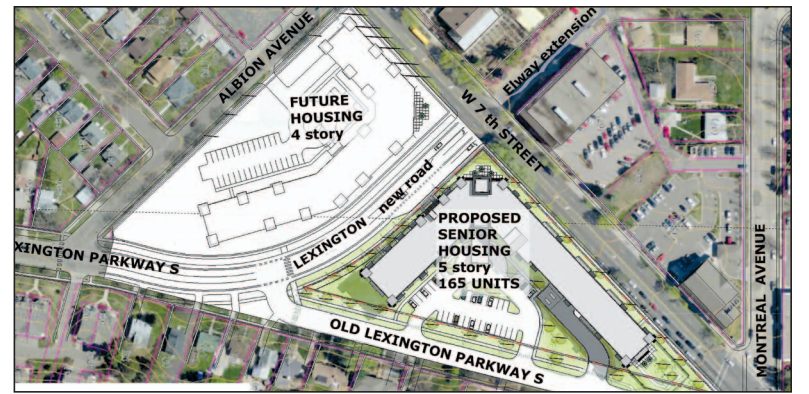 ALBION AVENUE
FUTURE
HOUSING
4 story
W 7 th STREET
Elway extension
LEXINGTON new road
PROPOSED
SENIOR
HOUSING
5 story
165 UNITS
XINGTON PARKWAY S
OLD LEXINGTON PARKWAY S
MONTREAL AVENUE